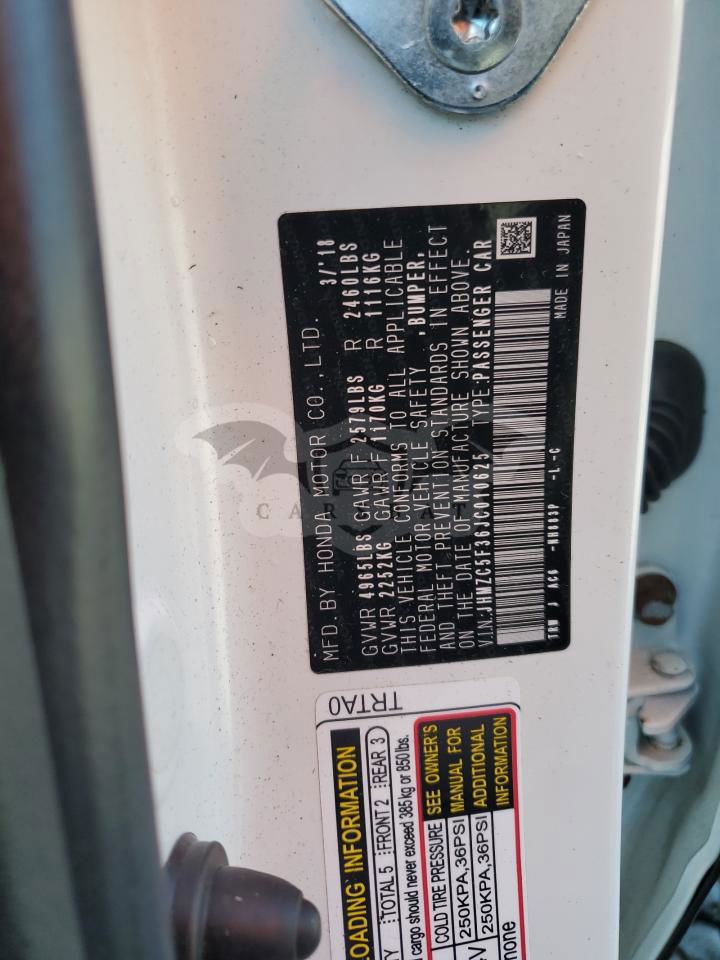 MFD. BY HONDA MOTOR CO., LTD. 3/'18
GVWR 4965LBS GAWR F 2579LBS R 2460LBS
GVWR 2252KG GAWR F 1170KG R 1116KG
THIS VEHICLE CONFORMS TO ALL APPLICABLE
FEDERAL MOTOR VEHICLE SAFETY ,BUMPER,
AND THEFT PREVENTION STANDARDS IN EFFECT
ON THE DATE OF MANUFACTURE SHOWN ABOVE.
V.I.N.:JHMZC5F36JC010625 TYPE:PASSENGER CAR
TRW J AC6 -NH883P -L-C
MADE IN JAPAN
TRTA0
LOADING INFORMATION
TOTAL 5 FRONT 2 REAR 3
cargo should never exceed 385 kg or 850 lbs.
COLD TIRE PRESSURE SEE OWNER'S
250KPA,36PSI MANUAL FOR
250KPA,36PSI ADDITIONAL
INFORMATION